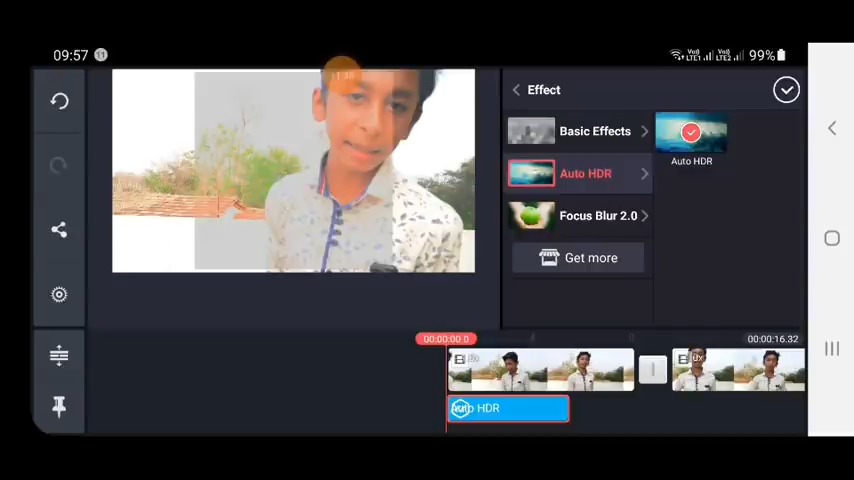 09:57
11
99%
Effect
Basic Effects
Auto HDR
Auto HDR
Focus Blur 2.0
Get more
00:00:00 0
00:00:16.32
HDR